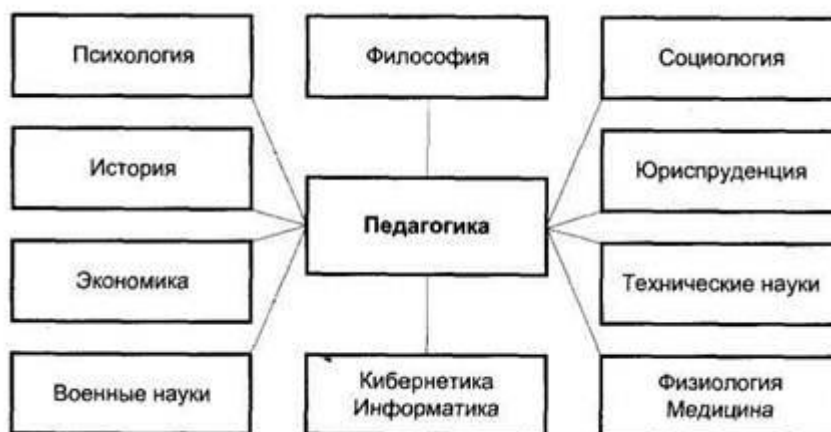 Психология
Философия
Социология
История
Юриспруденция
Педагогика
Экономика
Технические науки
Военные науки
Кибернетика
Информатика
Физиология
Медицина